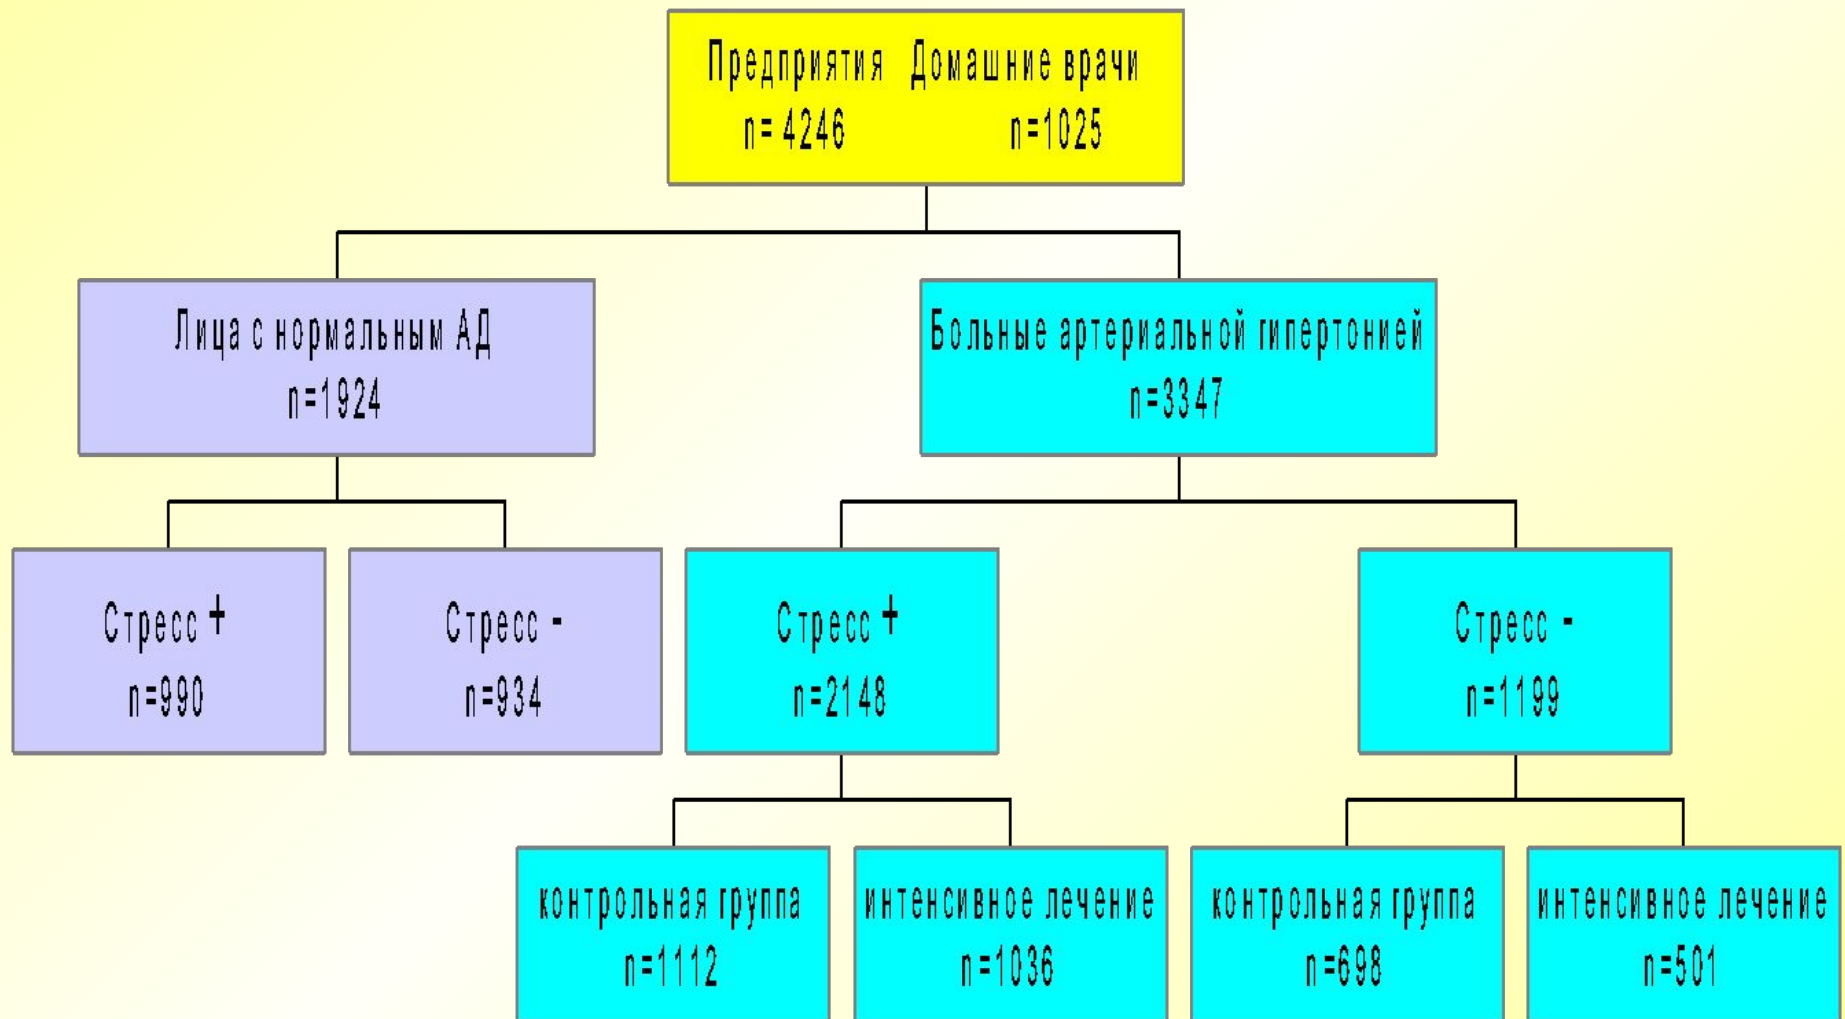 Предприятия Домашние врачи
n= 4246 n=1025
Лица с нормальным АД
n=1924
Больные артериальной гипертонией
n=3347
Стресс +
n=990
Стресс -
n=934
Стресс +
n=2148
Стресс -
n=1199
контрольная группа
n=1112
интенсивное лечение
n=1036
контрольная группа
n=698
интенсивное лечение
n=501